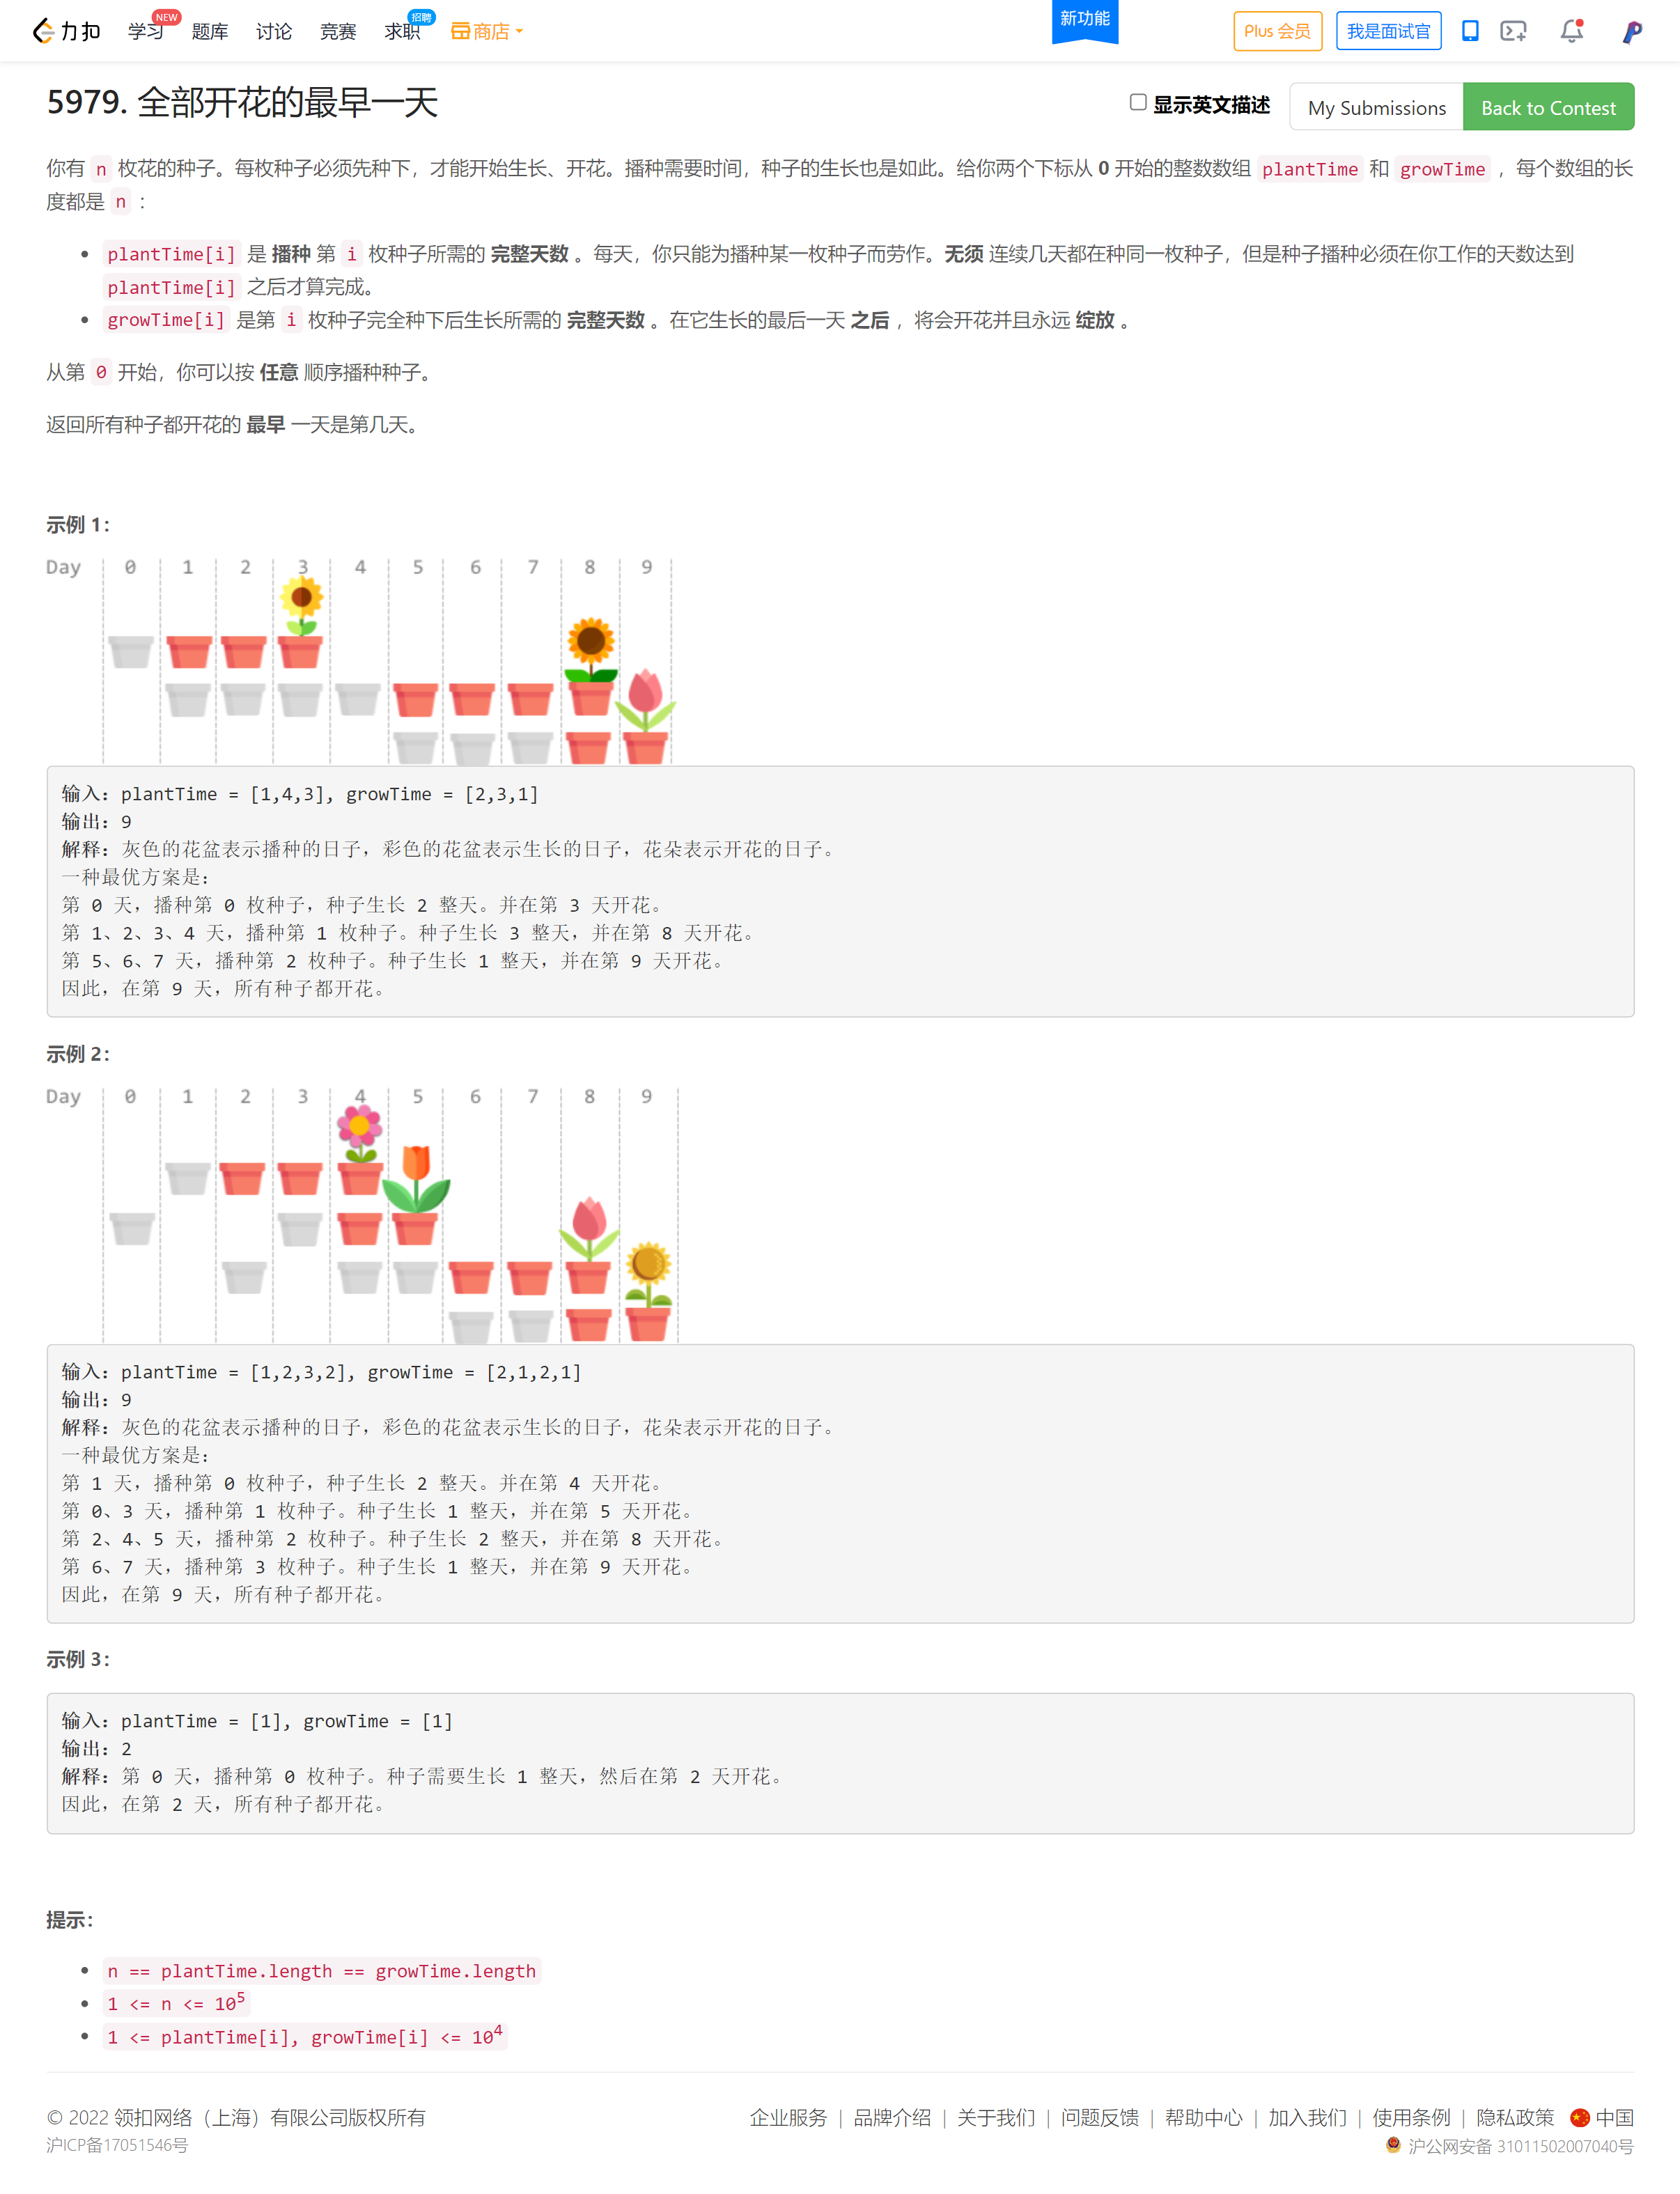 力扣 学习 NEW 题库 讨论 竞赛 求职 招聘 商店 新功能 Plus 会员 我是面试官
5979. 全部开花的最早一天 显示英文描述 My Submissions Back to Contest
你有 n 枚花的种子。每枚种子必须先种下，才能开始生长、开花。播种需要时间，种子的生长也是如此。给你两个下标从 0 开始的整数数组 plantTime 和 growTime ，每个数组的长
度都是 n ：
plantTime[i] 是 播种 第 i 枚种子所需的 完整天数 。每天，你只能为播种某一枚种子而劳作。无须 连续几天都在种同一枚种子，但是种子播种必须在你工作的天数达到
plantTime[i] 之后才算完成。
growTime[i] 是第 i 枚种子完全种下后生长所需的 完整天数 。在它生长的最后一天 之后 ，将会开花并且永远 绽放 。
从第 0 开始，你可以按 任意 顺序播种种子。
返回所有种子都开花的 最早 一天是第几天。
示例 1：
Day 0 1 2 3 4 5 6 7 8 9
输入：plantTime = [1,4,3], growTime = [2,3,1]
输出：9
解释：灰色的花盆表示播种的日子，彩色的花盆表示生长的日子，花朵表示开花的日子。
一种最优方案是：
第 0 天，播种第 0 枚种子，种子生长 2 整天。并在第 3 天开花。
第 1、2、3、4 天，播种第 1 枚种子。种子生长 3 整天，并在第 8 天开花。
第 5、6、7 天，播种第 2 枚种子。种子生长 1 整天，并在第 9 天开花。
因此，在第 9 天，所有种子都开花。
示例 2：
Day 0 1 2 3 4 5 6 7 8 9
输入：plantTime = [1,2,3,2], growTime = [2,1,2,1]
输出：9
解释：灰色的花盆表示播种的日子，彩色的花盆表示生长的日子，花朵表示开花的日子。
一种最优方案是：
第 1 天，播种第 0 枚种子，种子生长 2 整天。并在第 4 天开花。
第 0、3 天，播种第 1 枚种子。种子生长 1 整天，并在第 5 天开花。
第 2、4、5 天，播种第 2 枚种子。种子生长 2 整天，并在第 8 天开花。
第 6、7 天，播种第 3 枚种子。种子生长 1 整天，并在第 9 天开花。
因此，在第 9 天，所有种子都开花。
示例 3：
输入：plantTime = [1], growTime = [1]
输出：2
解释：第 0 天，播种第 0 枚种子。种子需要生长 1 整天，然后在第 2 天开花。
因此，在第 2 天，所有种子都开花。
提示：
n == plantTime.length == growTime.length
1 <= n <= 10⁵
1 <= plantTime[i], growTime[i] <= 10⁴
© 2022 领扣网络（上海）有限公司版权所有 企业服务 | 品牌介绍 | 关于我们 | 问题反馈 | 帮助中心 | 加入我们 | 使用条例 | 隐私政策 中国
沪ICP备17051546号 沪公网安备 31011502007040号